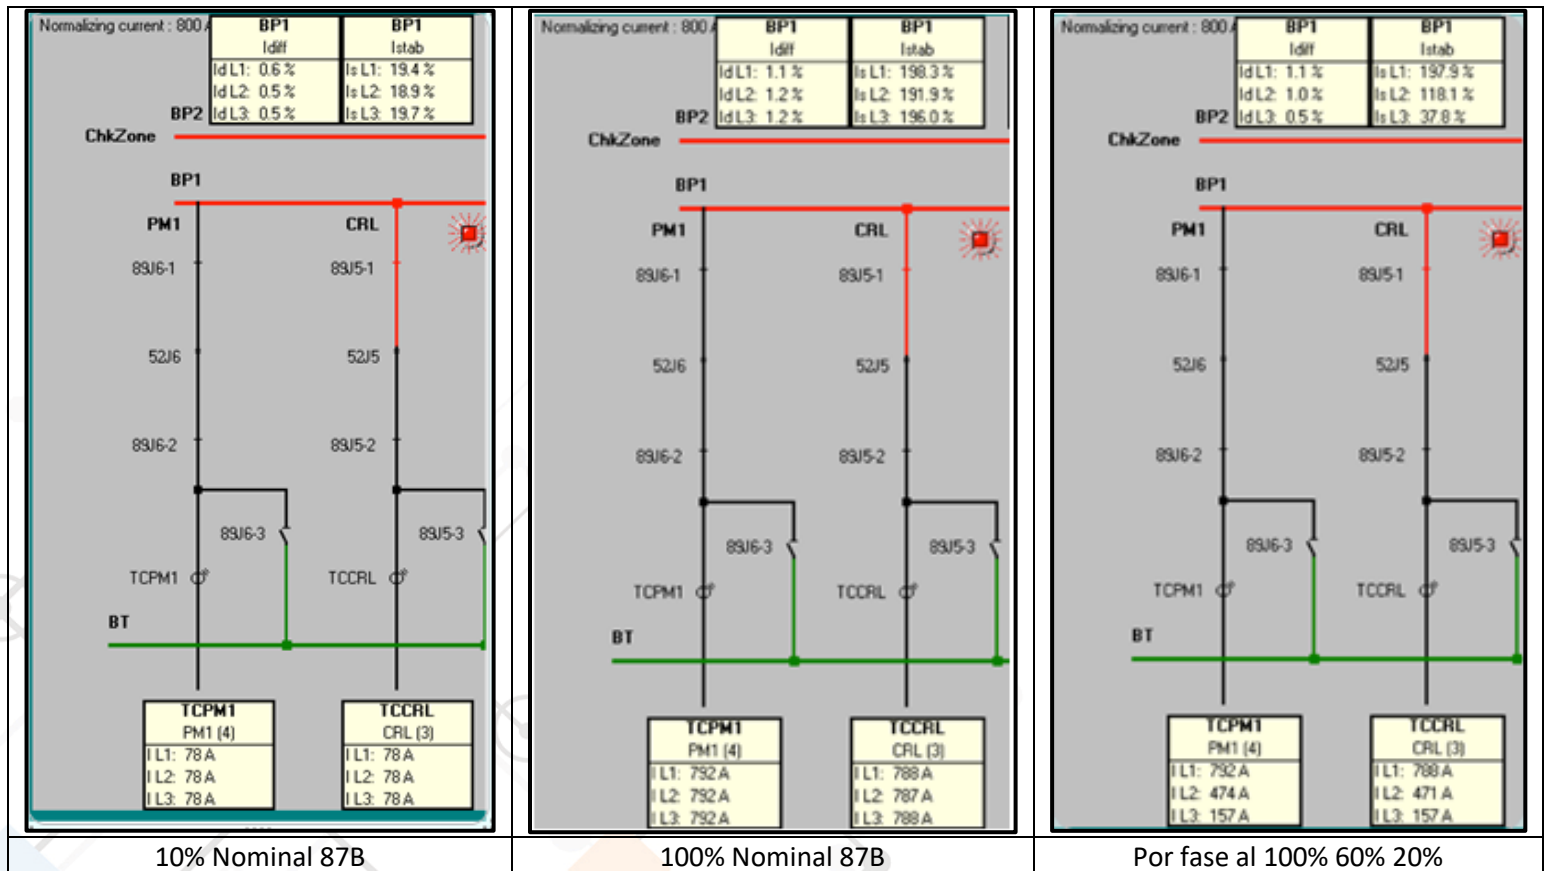 Normalizing current : 800 A
BP1 BP1
Idiff Istab
Id L1: 0.6 % Is L1: 19.4 %
Id L2: 0.5 % Is L2: 18.9 %
Id L3: 0.5 % Is L3: 19.7 %
BP2
ChkZone
BP1
PM1 CRL
89J6-1 89J5-1
52J6 52J5
89J6-2 89J5-2
89J6-3 89J5-3
TCPM1 TCCRL
BT
TCPM1 TCCRL
PM1 (4) CRL (3)
I L1: 78 A I L1: 78 A
I L2: 78 A I L2: 78 A
I L3: 78 A I L3: 78 A
10% Nominal 87B
Normalizing current : 800 A
BP1 BP1
Idiff Istab
Id L1: 1.1 % Is L1: 198.3 %
Id L2: 1.2 % Is L2: 191.9 %
Id L3: 1.2 % Is L3: 196.0 %
BP2
ChkZone
BP1
PM1 CRL
89J6-1 89J5-1
52J6 52J5
89J6-2 89J5-2
89J6-3 89J5-3
TCPM1 TCCRL
BT
TCPM1 TCCRL
PM1 (4) CRL (3)
I L1: 792 A I L1: 788 A
I L2: 792 A I L2: 787 A
I L3: 792 A I L3: 788 A
100% Nominal 87B
Normalizing current : 800 A
BP1 BP1
Idiff Istab
Id L1: 1.1 % Is L1: 197.9 %
Id L2: 1.0 % Is L2: 118.1 %
Id L3: 0.5 % Is L3: 37.8 %
BP2
ChkZone
BP1
PM1 CRL
89J6-1 89J5-1
52J6 52J5
89J6-2 89J5-2
89J6-3 89J5-3
TCPM1 TCCRL
BT
TCPM1 TCCRL
PM1 (4) CRL (3)
I L1: 792 A I L1: 788 A
I L2: 474 A I L2: 471 A
I L3: 157 A I L3: 157 A
Por fase al 100% 60% 20%